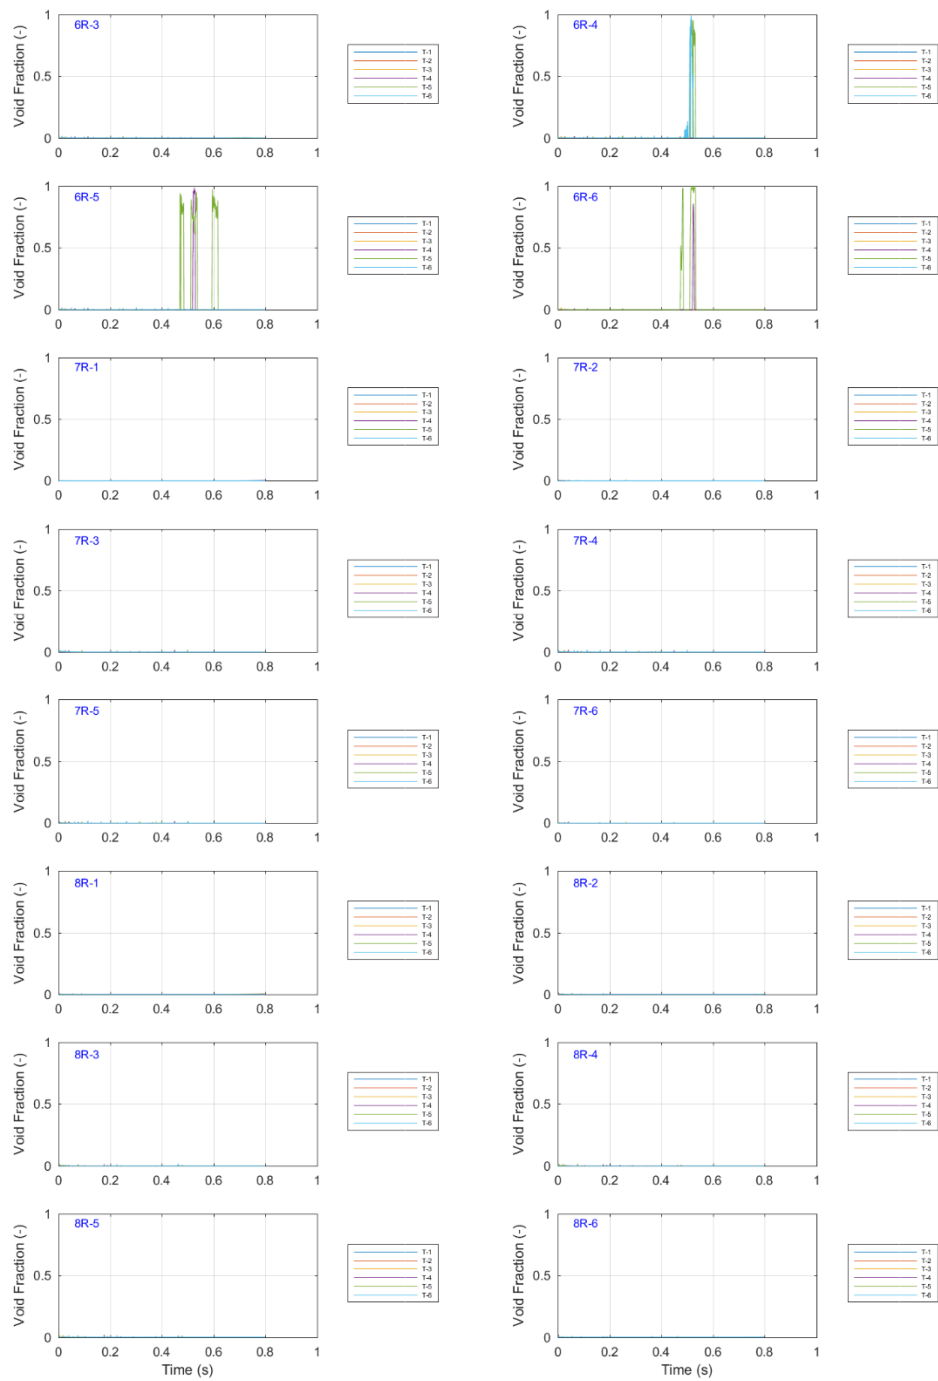 6R-3
Void Fraction (-)
1
0.5
0
0 0.2 0.4 0.6 0.8 1
T-1
T-2
T-3
T-4
T-5
T-6
6R-4
Void Fraction (-)
1
0.5
0
0 0.2 0.4 0.6 0.8 1
T-1
T-2
T-3
T-4
T-5
T-6
6R-5
Void Fraction (-)
1
0.5
0
0 0.2 0.4 0.6 0.8 1
T-1
T-2
T-3
T-4
T-5
T-6
6R-6
Void Fraction (-)
1
0.5
0
0 0.2 0.4 0.6 0.8 1
T-1
T-2
T-3
T-4
T-5
T-6
7R-1
Void Fraction (-)
1
0.5
0
0 0.2 0.4 0.6 0.8 1
T-1
T-2
T-3
T-4
T-5
T-6
7R-2
Void Fraction (-)
1
0.5
0
0 0.2 0.4 0.6 0.8 1
T-1
T-2
T-3
T-4
T-5
T-6
7R-3
Void Fraction (-)
1
0.5
0
0 0.2 0.4 0.6 0.8 1
T-1
T-2
T-3
T-4
T-5
T-6
7R-4
Void Fraction (-)
1
0.5
0
0 0.2 0.4 0.6 0.8 1
T-1
T-2
T-3
T-4
T-5
T-6
7R-5
Void Fraction (-)
1
0.5
0
0 0.2 0.4 0.6 0.8 1
T-1
T-2
T-3
T-4
T-5
T-6
7R-6
Void Fraction (-)
1
0.5
0
0 0.2 0.4 0.6 0.8 1
T-1
T-2
T-3
T-4
T-5
T-6
8R-1
Void Fraction (-)
1
0.5
0
0 0.2 0.4 0.6 0.8 1
T-1
T-2
T-3
T-4
T-5
T-6
8R-2
Void Fraction (-)
1
0.5
0
0 0.2 0.4 0.6 0.8 1
T-1
T-2
T-3
T-4
T-5
T-6
8R-3
Void Fraction (-)
1
0.5
0
0 0.2 0.4 0.6 0.8 1
T-1
T-2
T-3
T-4
T-5
T-6
8R-4
Void Fraction (-)
1
0.5
0
0 0.2 0.4 0.6 0.8 1
T-1
T-2
T-3
T-4
T-5
T-6
8R-5
Void Fraction (-)
1
0.5
0
0 0.2 0.4 0.6 0.8 1
Time (s)
T-1
T-2
T-3
T-4
T-5
T-6
8R-6
Void Fraction (-)
1
0.5
0
0 0.2 0.4 0.6 0.8 1
Time (s)
T-1
T-2
T-3
T-4
T-5
T-6